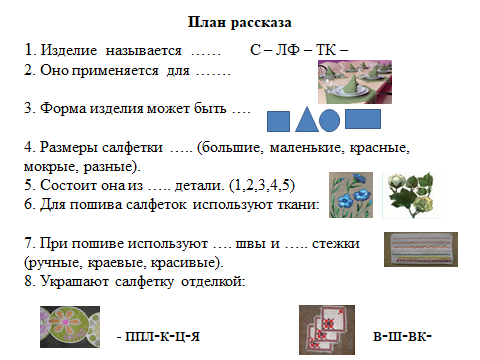 План рассказа
1. Изделие называется …… С – ЛФ – ТК –
2. Оно применяется для …….
3. Форма изделия может быть ….
4. Размеры салфетки ….. (большие, маленькие, красные,
мокрые, разные).
5. Состоит она из ….. детали. (1,2,3,4,5)
6. Для пошива салфеток используют ткани:
7. При пошиве используют …. швы и ….. стежки
(ручные, краевые, красивые).
8. Украшают салфетку отделкой:
- ППЛ-К-Ц-Я В-Ш-ВК-